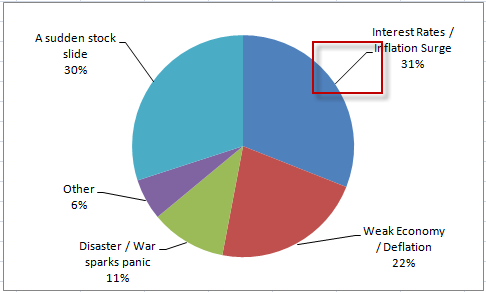 A sudden stock
slide
30%
Interest Rates /
Inflation Surge
31%
Other
6%
Disaster / War
sparks panic
11%
Weak Economy
/ Deflation
22%